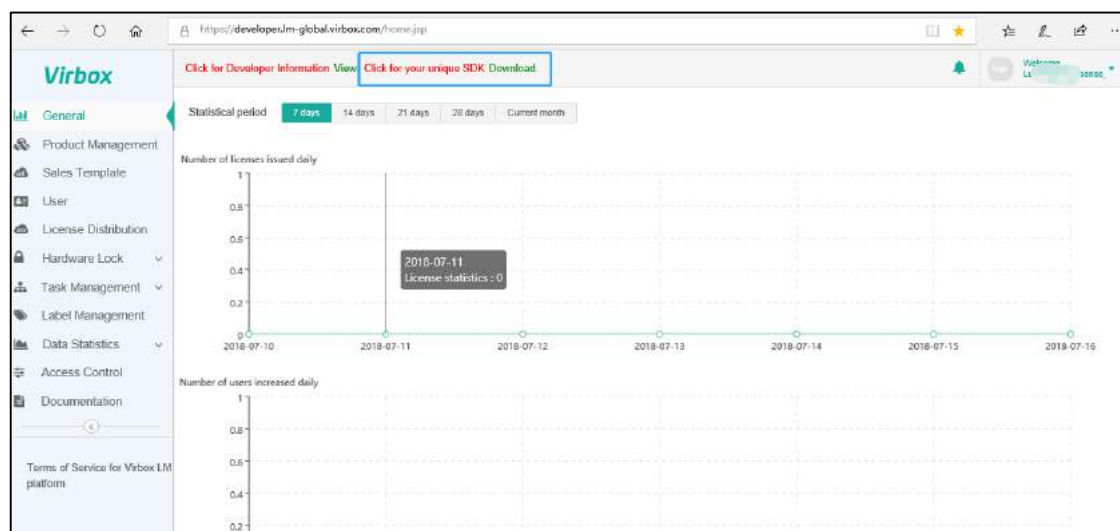 https://developer.lm-global.virbox.com/home.jsp
Virbox
Click for Developer Information View Click for your unique SDK Download
Welcome
General
Product Management
Sales Template
User
License Distribution
Hardware Lock
Task Management
Label Management
Data Statistics
Access Control
Documentation
Terms of Service for Virbox LM
platform
Statistical period 7 days 14 days 21 days 28 days Current month
Number of licenses issued daily
1
0.8
0.6
0.4
0.2
0
2018-07-11
License statistics : 0
2018-07-10 2018-07-11 2018-07-12 2018-07-13 2018-07-14 2018-07-15 2018-07-16
Number of users increased daily
1
0.8
0.6
0.4
0.2